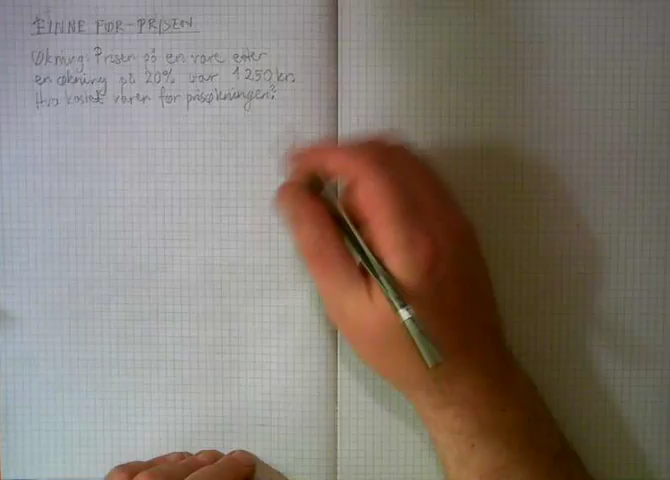 FINNE FØR-PRISEN
Økning: Prisen på en vare etter
en økning på 20% var 1250 kr.
Hva kostet varen før prisøkningen?